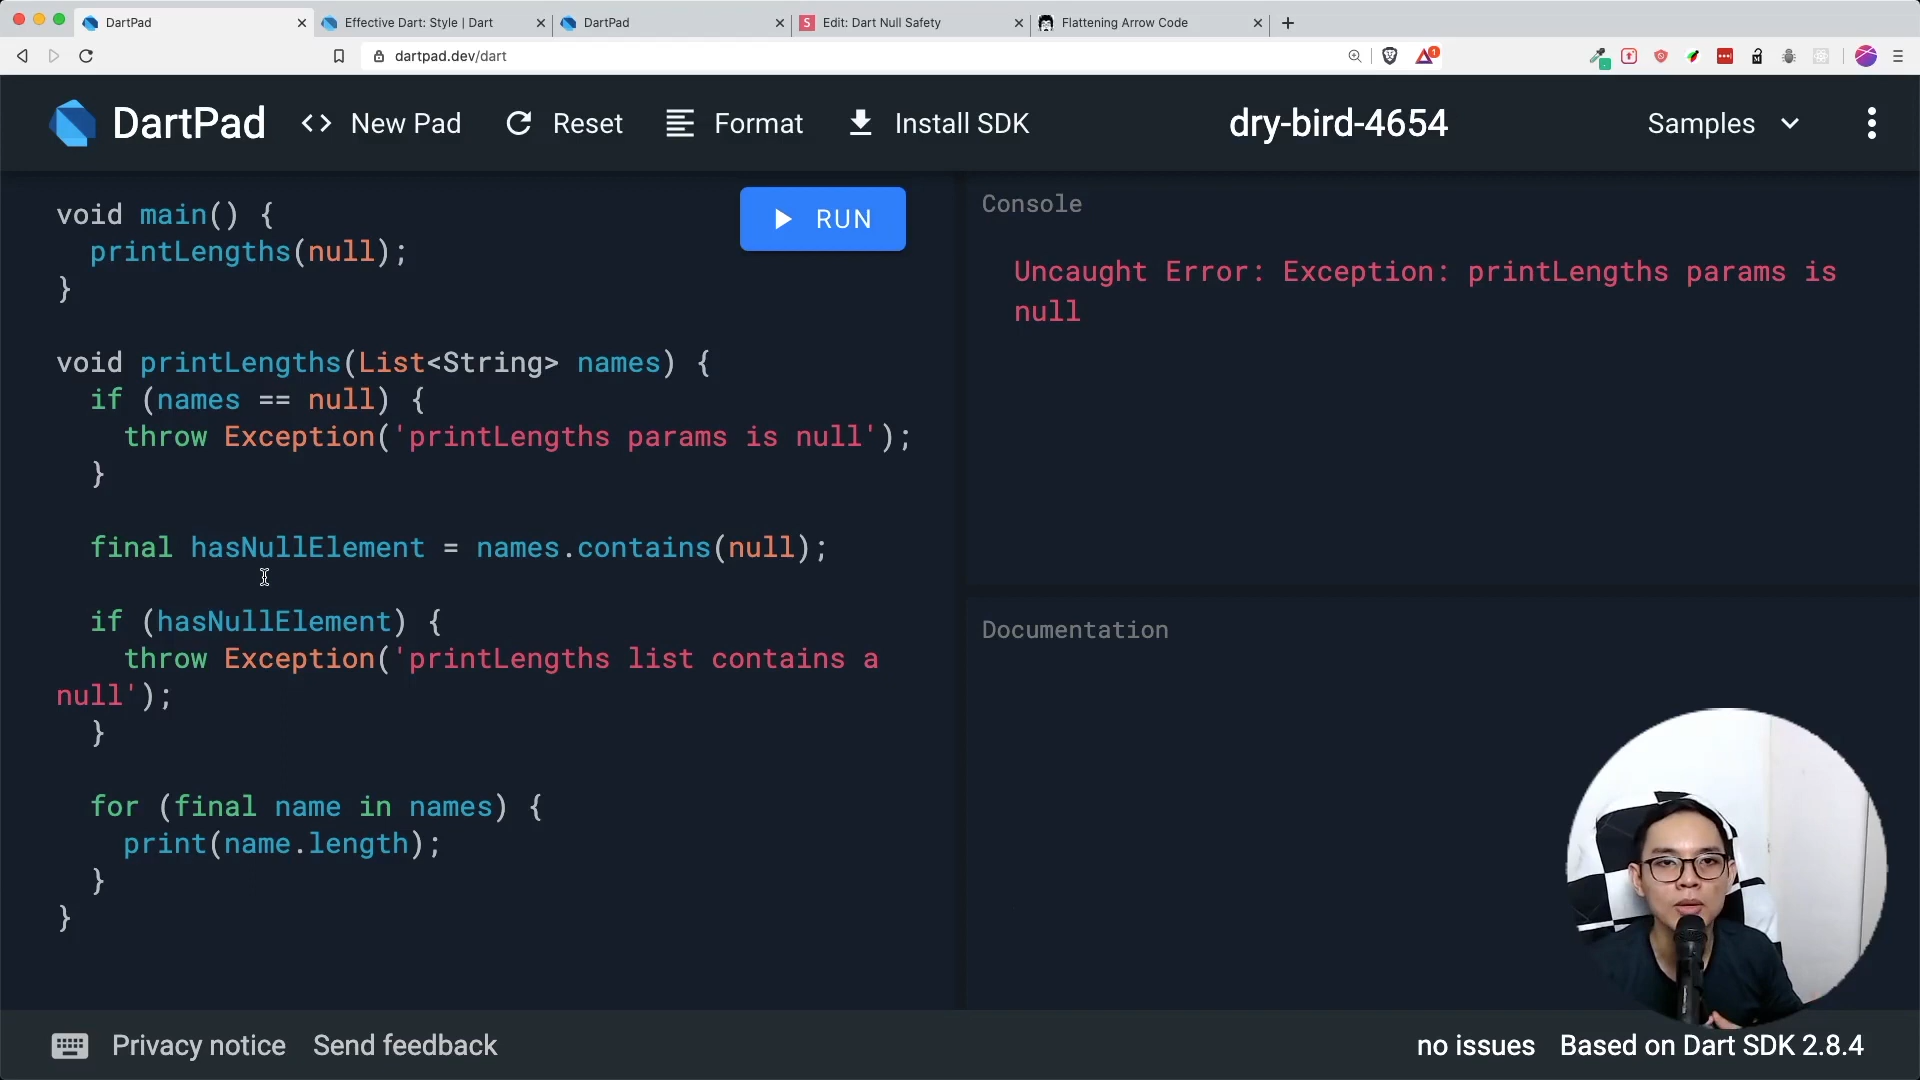 DartPad
Effective Dart: Style | Dart
DartPad
Edit: Dart Null Safety
Flattening Arrow Code
dartpad.dev/dart
DartPad
<> New Pad
Reset
Format
Install SDK
dry-bird-4654
Samples
void main() {
  printLengths(null);
}
void printLengths(List<String> names) {
  if (names == null) {
    throw Exception('printLengths params is null');
  }
  final hasNullElement = names.contains(null);
  if (hasNullElement) {
    throw Exception('printLengths list contains a
null');
  }
  for (final name in names) {
    print(name.length);
  }
}
RUN
Console
Uncaught Error: Exception: printLengths params is
null
Documentation
Privacy notice
Send feedback
no issues
Based on Dart SDK 2.8.4